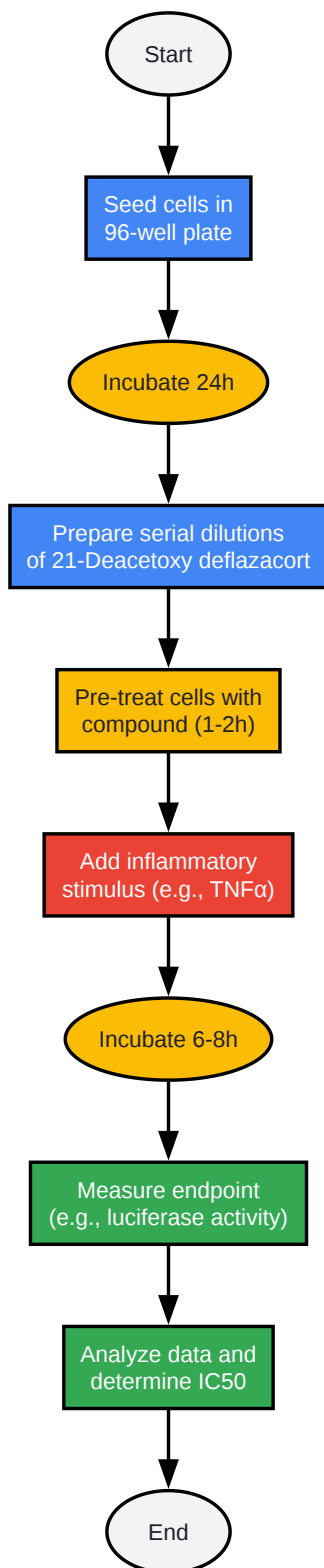 Start
Seed cells in
96-well plate
Incubate 24h
Prepare serial dilutions
of 21-Deacetoxy deflazacort
Pre-treat cells with
compound (1-2h)
Add inflammatory
stimulus (e.g., TNFα)
Incubate 6-8h
Measure endpoint
(e.g., luciferase activity)
Analyze data and
determine IC50
End